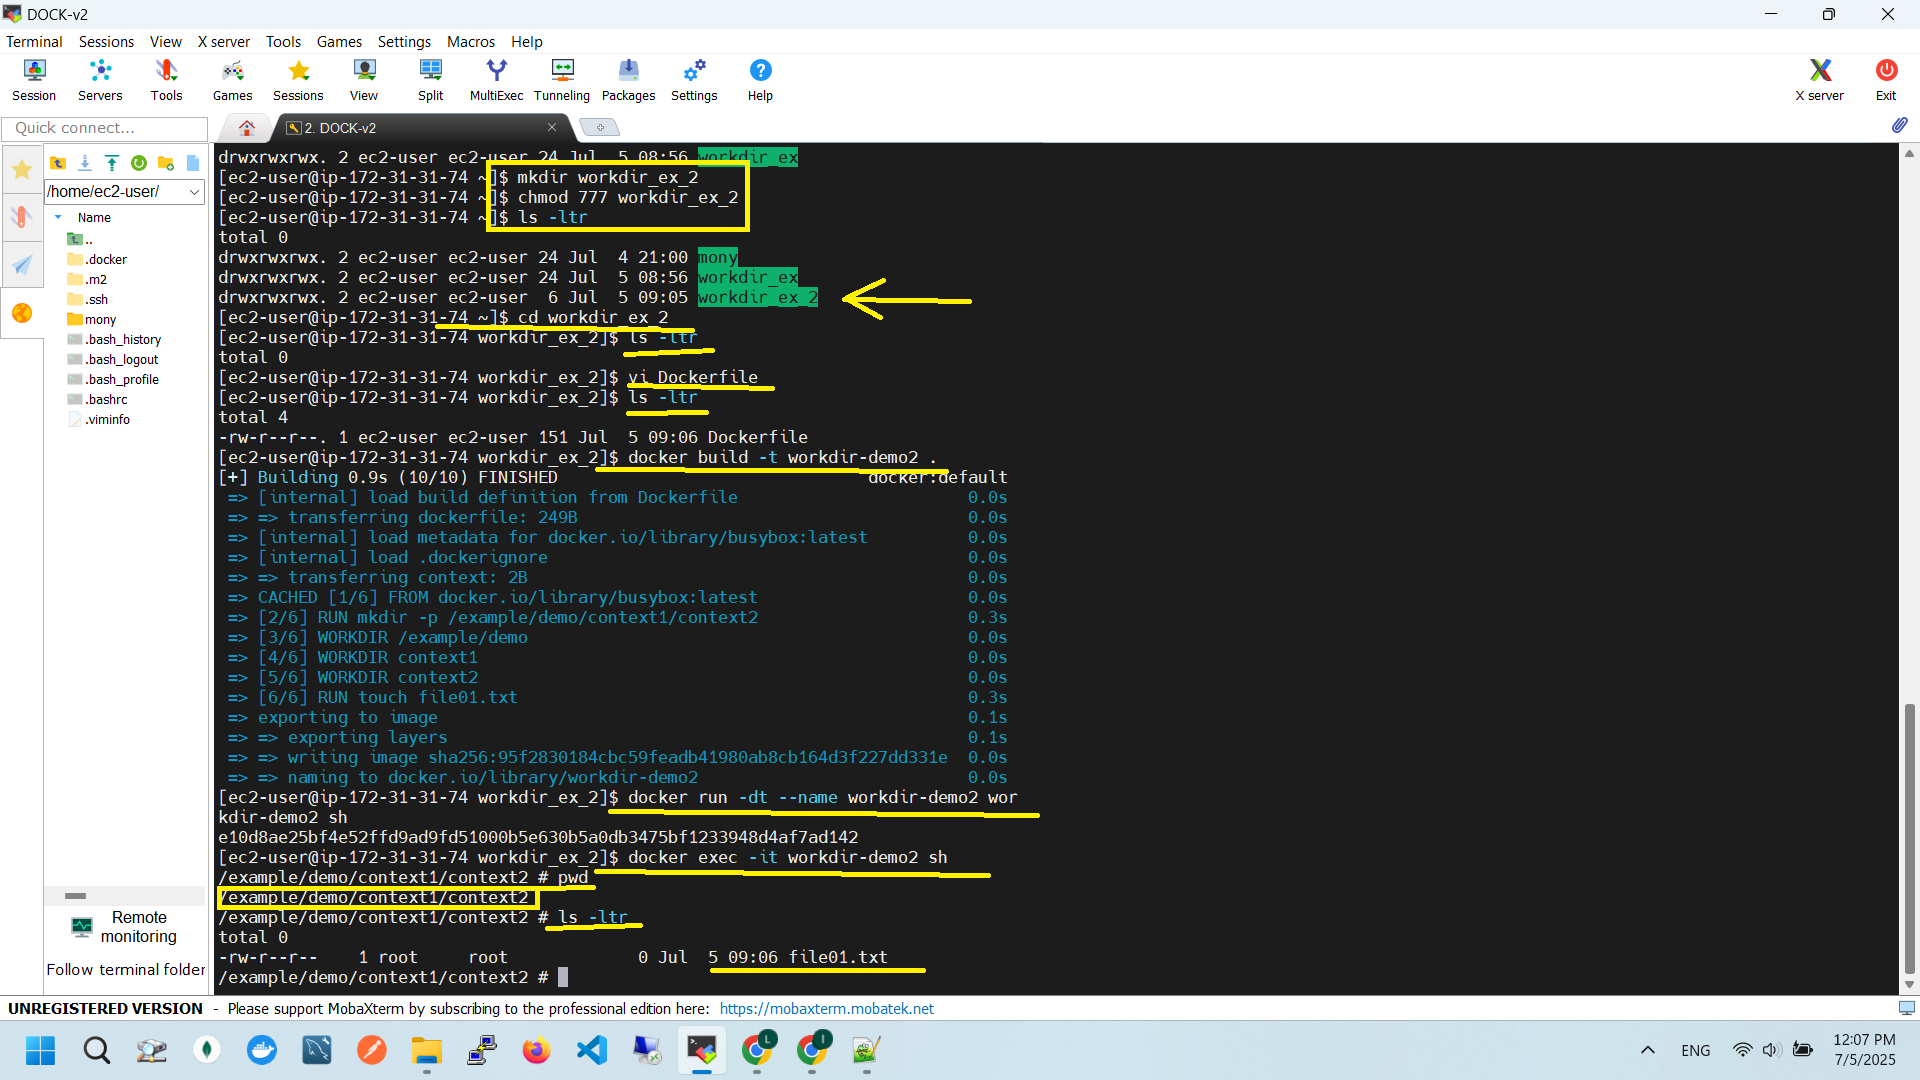 DOCK-v2
Terminal Sessions View X server Tools Games Settings Macros Help
Session Servers Tools Games Sessions View Split MultiExec Tunneling Packages Settings Help X server Exit
Quick connect...
2. DOCK-v2
/home/ec2-user/
Name
..
.docker
.m2
.ssh
mony
.bash_history
.bash_logout
.bash_profile
.bashrc
.viminfo
Remote
monitoring
Follow terminal folder
drwxrwxrwx. 2 ec2-user ec2-user 24 Jul  5 08:56 workdir_ex
[ec2-user@ip-172-31-31-74 ~]$ mkdir workdir_ex_2
[ec2-user@ip-172-31-31-74 ~]$ chmod 777 workdir_ex_2
[ec2-user@ip-172-31-31-74 ~]$ ls -ltr
total 0
drwxrwxrwx. 2 ec2-user ec2-user 24 Jul  4 21:00 mony
drwxrwxrwx. 2 ec2-user ec2-user 24 Jul  5 08:56 workdir_ex
drwxrwxrwx. 2 ec2-user ec2-user  6 Jul  5 09:05 workdir_ex_2
[ec2-user@ip-172-31-31-74 ~]$ cd workdir_ex_2
[ec2-user@ip-172-31-31-74 workdir_ex_2]$ ls -ltr
total 0
[ec2-user@ip-172-31-31-74 workdir_ex_2]$ vi Dockerfile
[ec2-user@ip-172-31-31-74 workdir_ex_2]$ ls -ltr
total 4
-rw-r--r--. 1 ec2-user ec2-user 151 Jul  5 09:06 Dockerfile
[ec2-user@ip-172-31-31-74 workdir_ex_2]$ docker build -t workdir-demo2 .
[+] Building 0.9s (10/10) FINISHED docker:default
=> [internal] load build definition from Dockerfile 0.0s
=> => transferring dockerfile: 249B 0.0s
=> [internal] load metadata for docker.io/library/busybox:latest 0.0s
=> [internal] load .dockerignore 0.0s
=> => transferring context: 2B 0.0s
=> CACHED [1/6] FROM docker.io/library/busybox:latest 0.0s
=> [2/6] RUN mkdir -p /example/demo/context1/context2 0.3s
=> [3/6] WORKDIR /example/demo 0.0s
=> [4/6] WORKDIR context1 0.0s
=> [5/6] WORKDIR context2 0.0s
=> [6/6] RUN touch file01.txt 0.3s
=> exporting to image 0.1s
=> => exporting layers 0.1s
=> => writing image sha256:95f2830184cbc59feadb41980ab8cb164d3f227dd331e 0.0s
=> => naming to docker.io/library/workdir-demo2 0.0s
[ec2-user@ip-172-31-31-74 workdir_ex_2]$ docker run -dt --name workdir-demo2 wor
kdir-demo2 sh
e10d8ae25bf4e52ffd9ad9fd51000b5e630b5a0db3475bf1233948d4af7ad142
[ec2-user@ip-172-31-31-74 workdir_ex_2]$ docker exec -it workdir-demo2 sh
/example/demo/context1/context2 # pwd
/example/demo/context1/context2
/example/demo/context1/context2 # ls -ltr
total 0
-rw-r--r--    1 root     root             0 Jul  5 09:06 file01.txt
/example/demo/context1/context2 #
UNREGISTERED VERSION - Please support MobaXterm by subscribing to the professional edition here: https://mobaxterm.mobatek.net
L
I
ENG
12:07 PM
7/5/2025